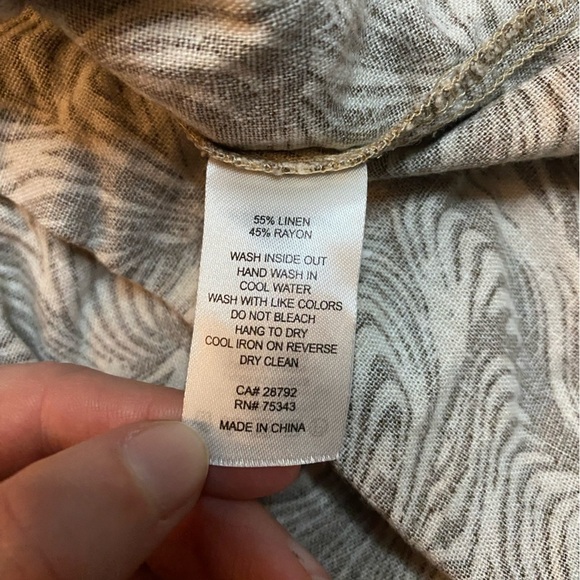 55% LINEN
45% RAYON
WASH INSIDE OUT
HAND WASH IN
COOL WATER
WASH WITH LIKE COLORS
DO NOT BLEACH
HANG TO DRY
COOL IRON ON REVERSE
DRY CLEAN
CA# 28792
RN# 75343
MADE IN CHINA